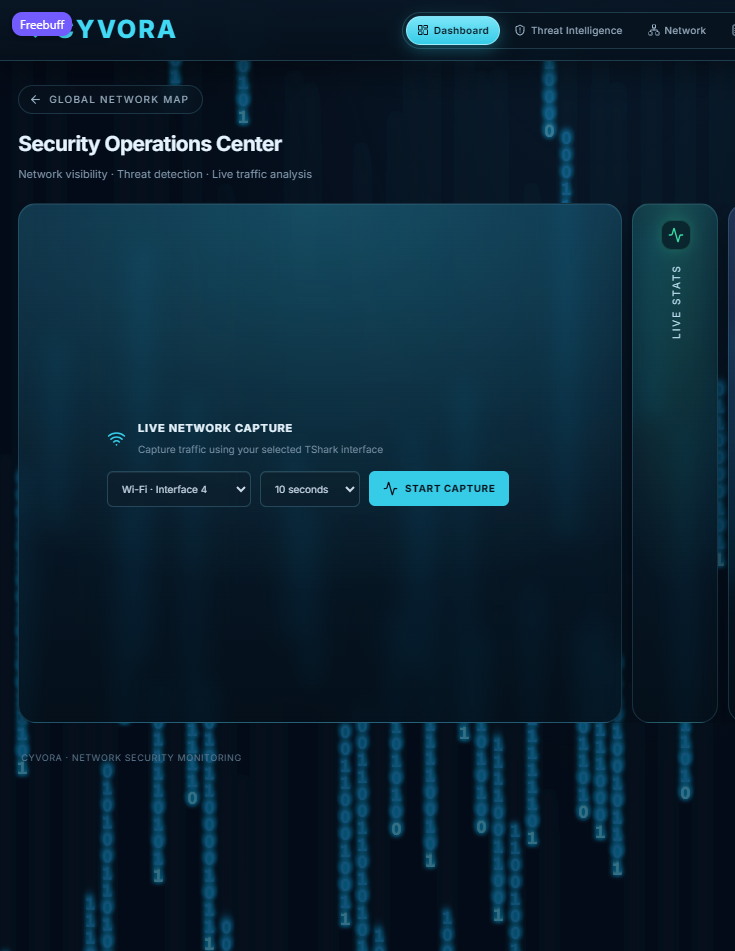 Freebuff
CYVORA
Dashboard
Threat Intelligence
Network
GLOBAL NETWORK MAP
Security Operations Center
Network visibility · Threat detection · Live traffic analysis
LIVE STATS
LIVE NETWORK CAPTURE
Capture traffic using your selected TShark interface
Wi-Fi · Interface 4
10 seconds
START CAPTURE
CYVORA · NETWORK SECURITY MONITORING